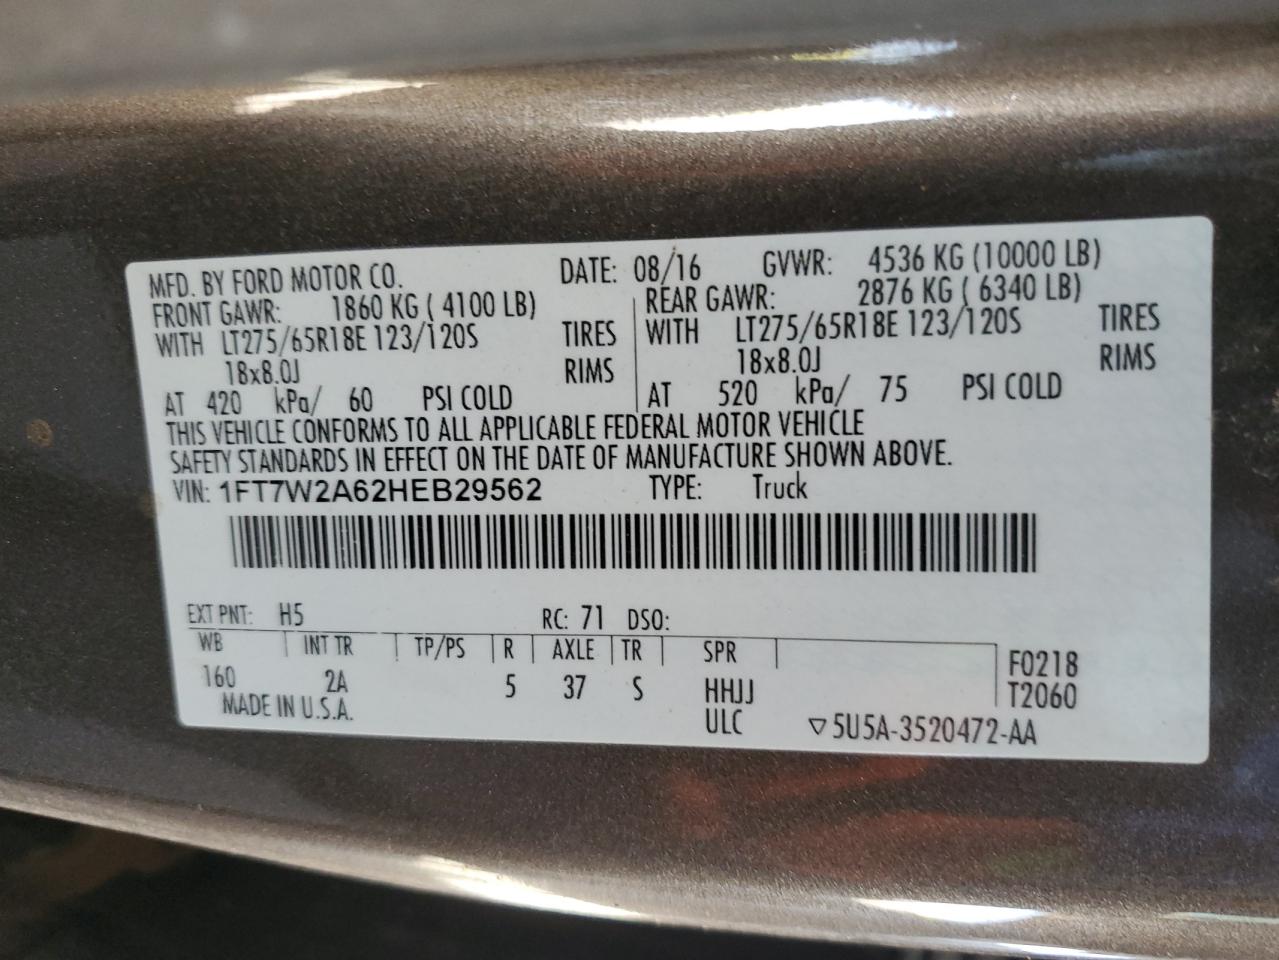 MFD. BY FORD MOTOR CO. DATE: 08/16 GVWR: 4536 KG (10000 LB)
FRONT GAWR: 1860 KG ( 4100 LB) REAR GAWR: 2876 KG ( 6340 LB)
WITH LT275/65R18E 123/120S TIRES WITH LT275/65R18E 123/120S TIRES
18x8.0J RIMS 18x8.0J RIMS
AT 420 kPa/ 60 PSI COLD AT 520 kPa/ 75 PSI COLD
THIS VEHICLE CONFORMS TO ALL APPLICABLE FEDERAL MOTOR VEHICLE
SAFETY STANDARDS IN EFFECT ON THE DATE OF MANUFACTURE SHOWN ABOVE.
VIN: 1FT7W2A62HEB29562 TYPE: Truck
EXT PNT: H5 RC: 71 DSO:
WB INT TR TP/PS R AXLE TR SPR F0218
160 2A 5 37 S HHJJ T2060
MADE IN U.S.A. ULC ▽5U5A-3520472-AA